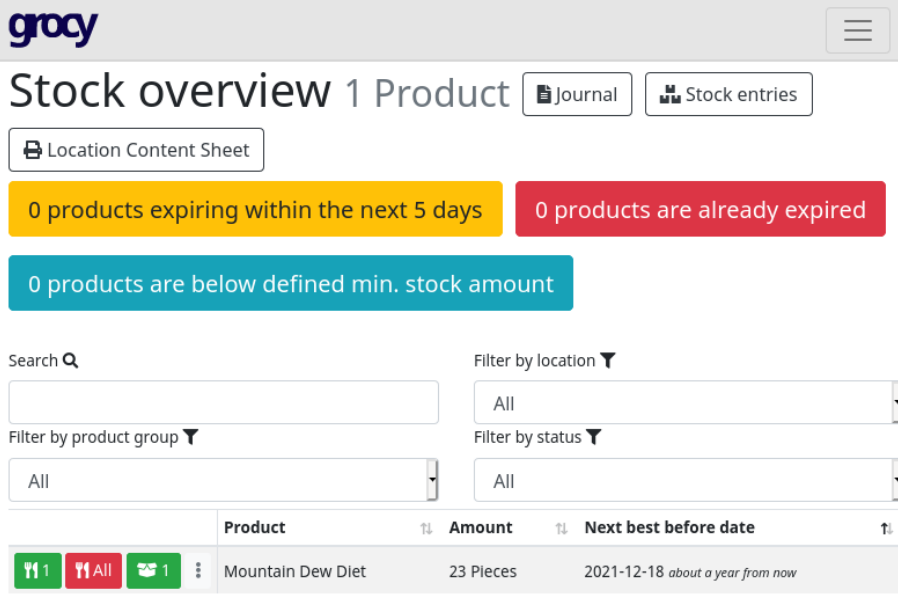 grocy
Stock overview 1 Product Journal Stock entries
Location Content Sheet
0 products expiring within the next 5 days 0 products are already expired
0 products are below defined min. stock amount
Search Filter by location
All
Filter by product group Filter by status
All All
Product Amount Next best before date
1 All 1 Mountain Dew Diet 23 Pieces 2021-12-18 about a year from now